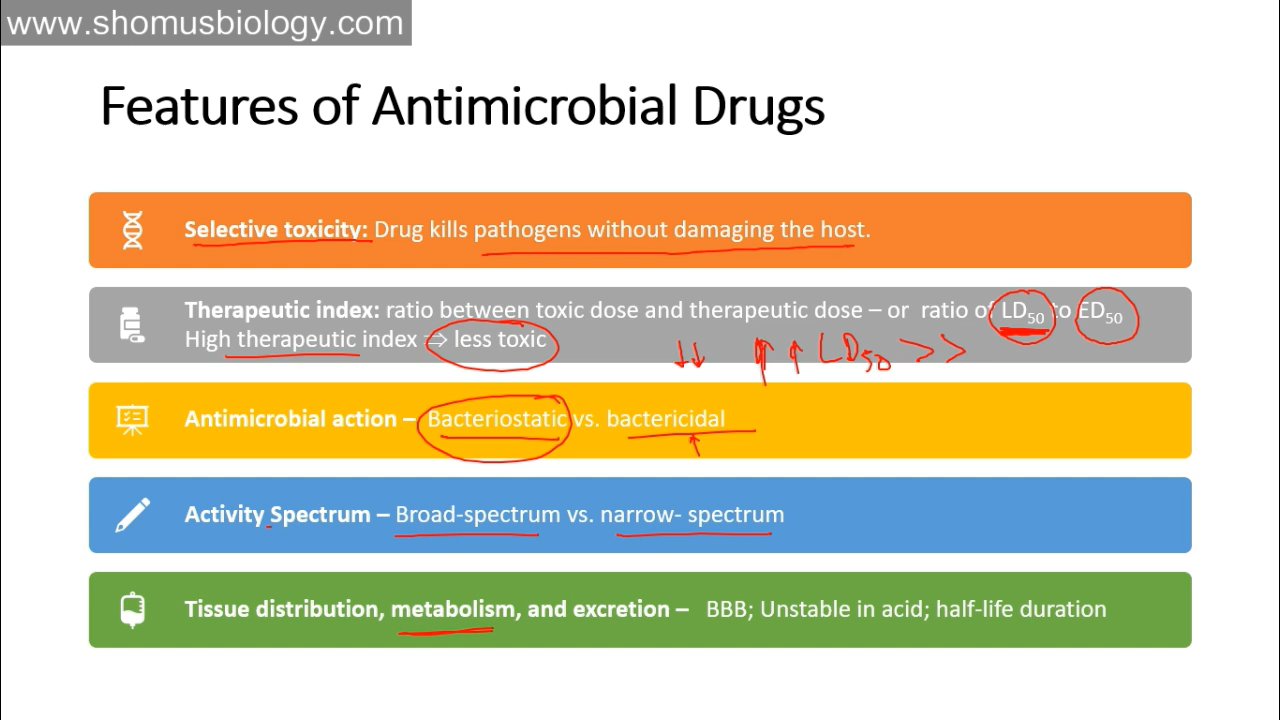 www.shomusbiology.com
Features of Antimicrobial Drugs
Selective toxicity: Drug kills pathogens without damaging the host.
Therapeutic index: ratio between toxic dose and therapeutic dose – or ratio of LD50 to ED50
High therapeutic index ⇒ less toxic
↓↓ ↑↑ LD50 >>
Antimicrobial action – Bacteriostatic vs. bactericidal
Activity Spectrum – Broad-spectrum vs. narrow- spectrum
Tissue distribution, metabolism, and excretion – BBB; Unstable in acid; half-life duration